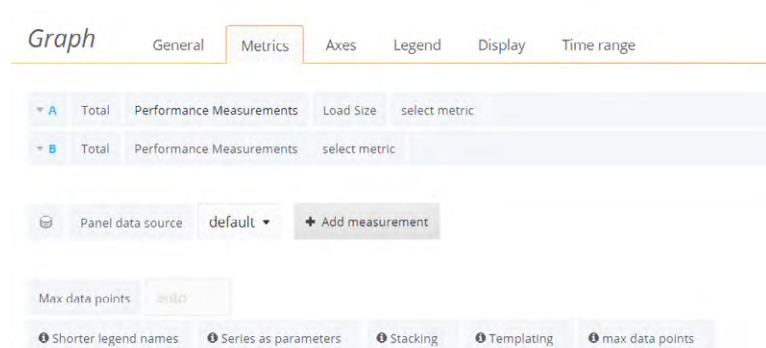 Graph General Metrics Axes Legend Display Time range
A Total Performance Measurements Load Size select metric
B Total Performance Measurements select metric
Panel data source default + Add measurement
Max data points auto
Shorter legend names Series as parameters Stacking Templating max data points